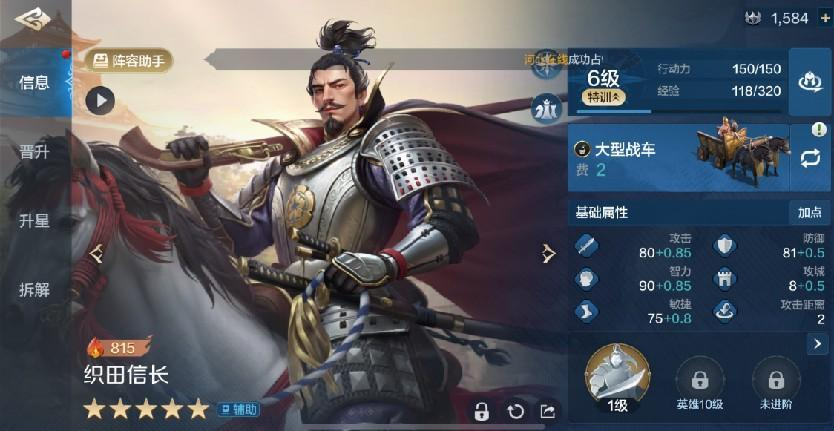 1,584
信息
阵容助手
晋升
升星
拆解
815
织田信长
辅助
成功占
6级
特训
行动力 150/150
经验 118/320
大型战车
费 2
基础属性
加点
攻击 80+0.85
防御 81+0.5
智力 90+0.85
攻城 8+0.5
敏捷 75+0.8
攻击距离 2
1级
英雄10级
未进阶